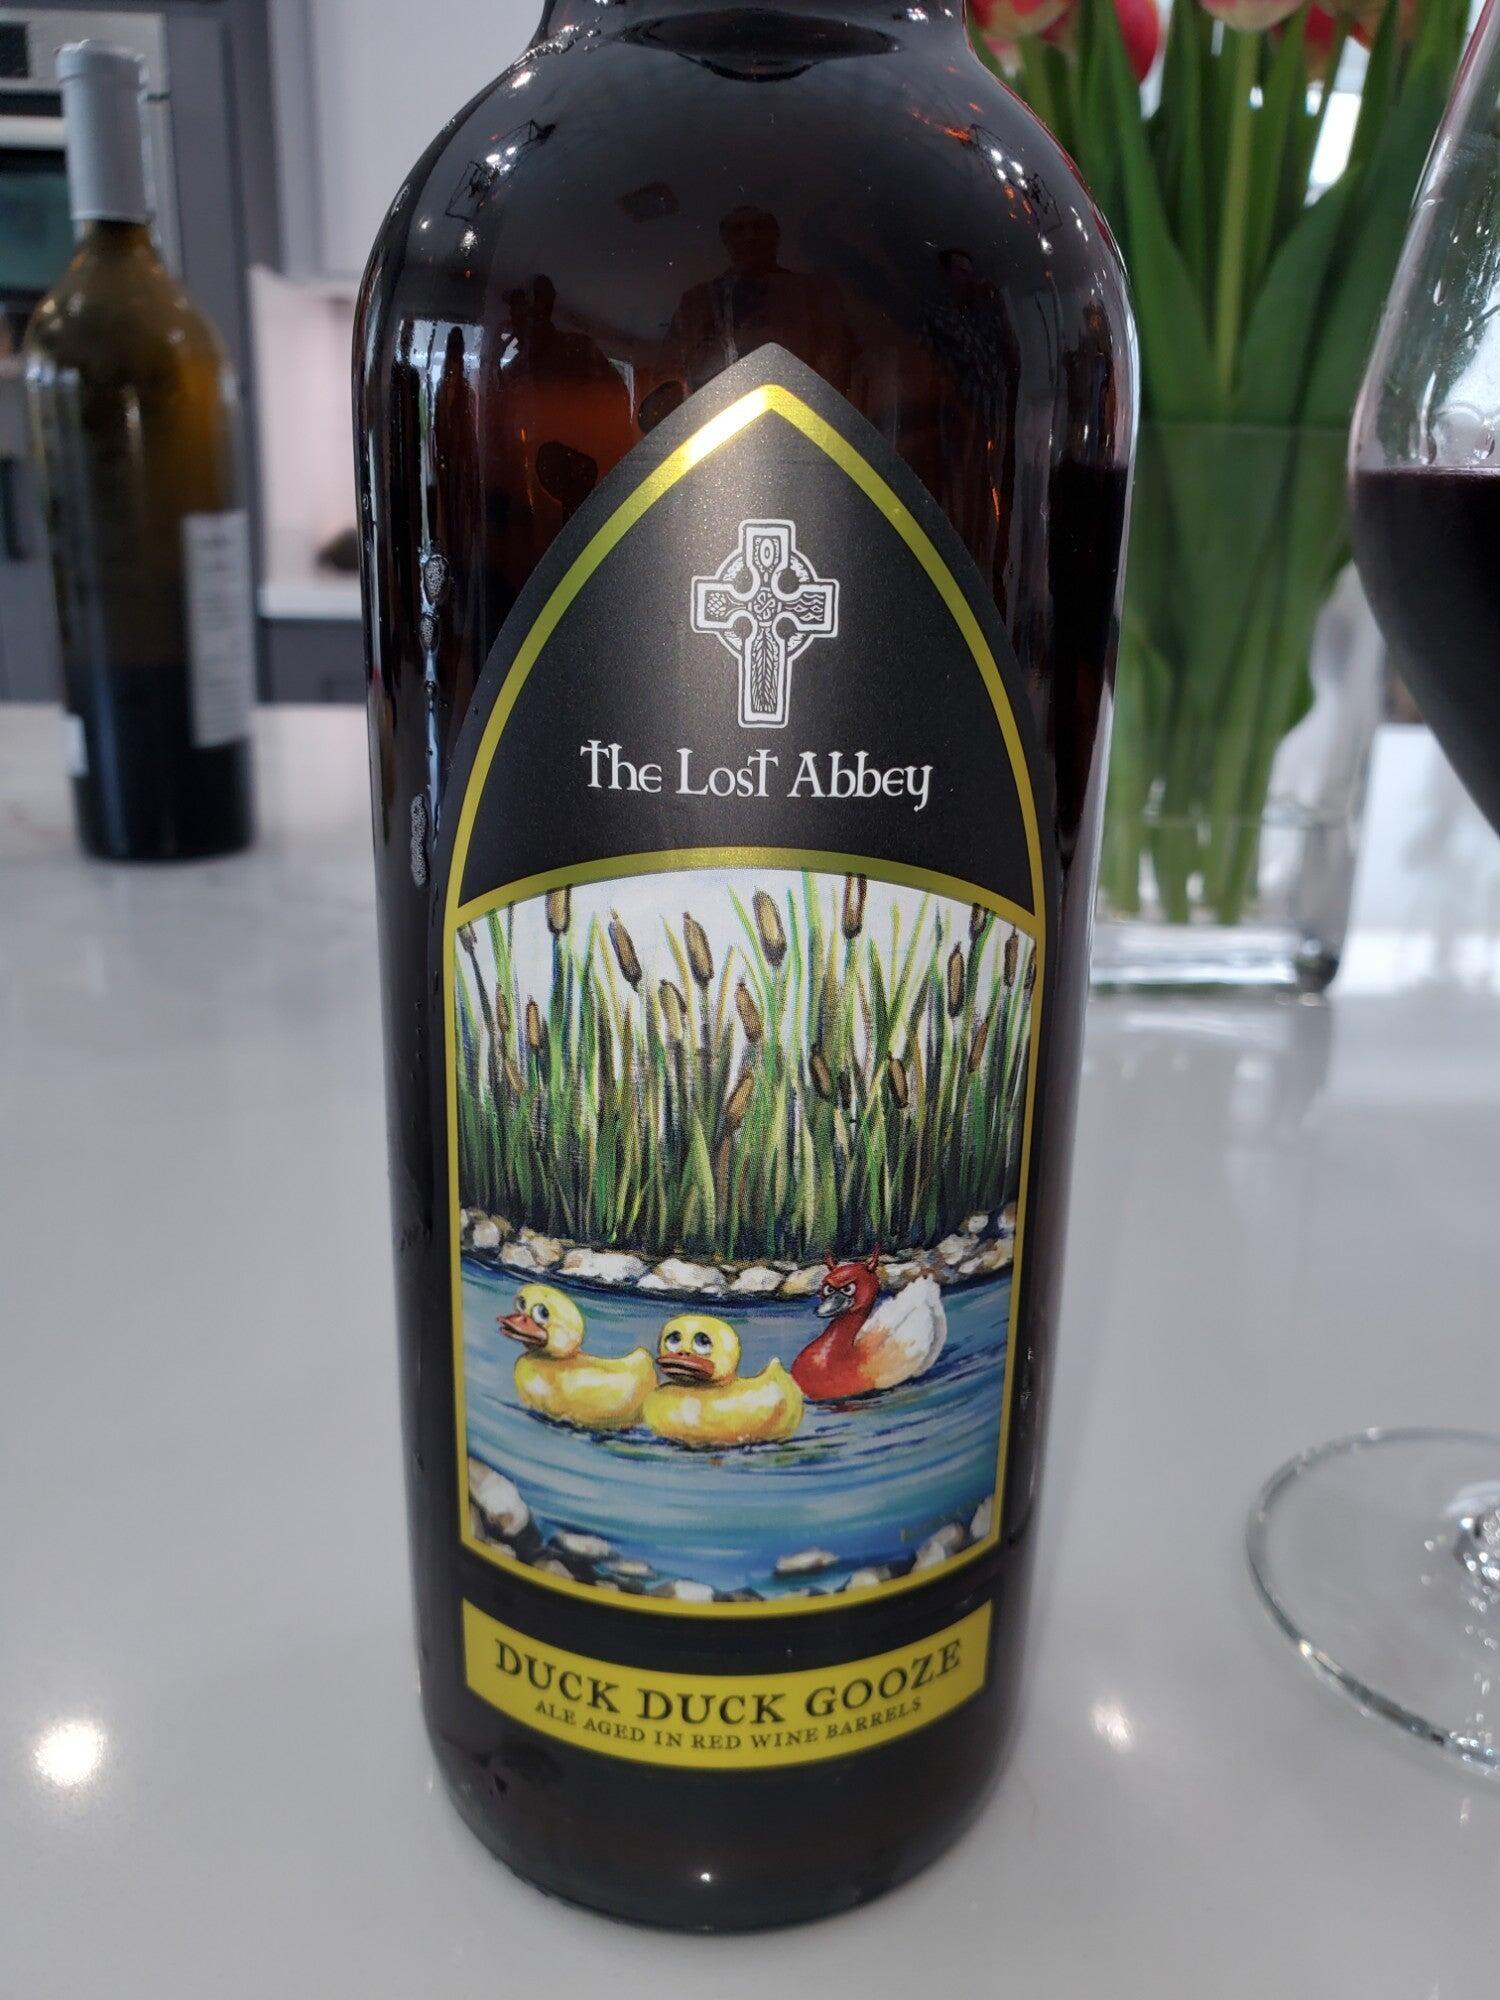 The Lost Abbey
DUCK DUCK GOOZE
ALE AGED IN RED WINE BARRELS